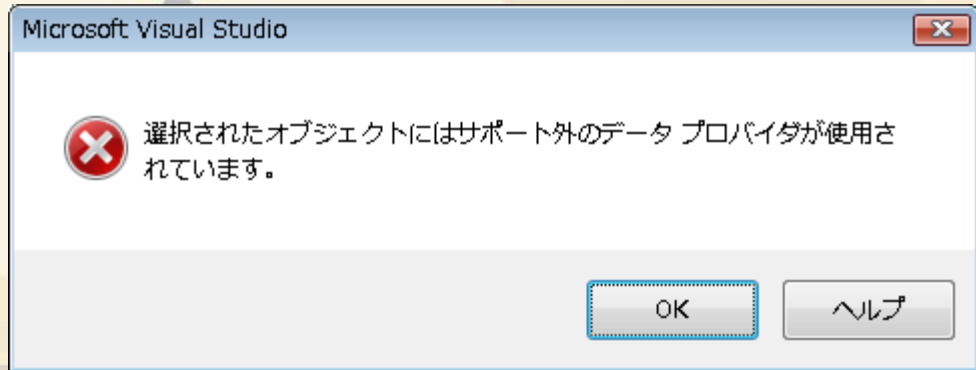 Microsoft Visual Studio
選択されたオブジェクトにはサポート外のデータ プロバイダが使用さ
れています。
OK
ヘルプ